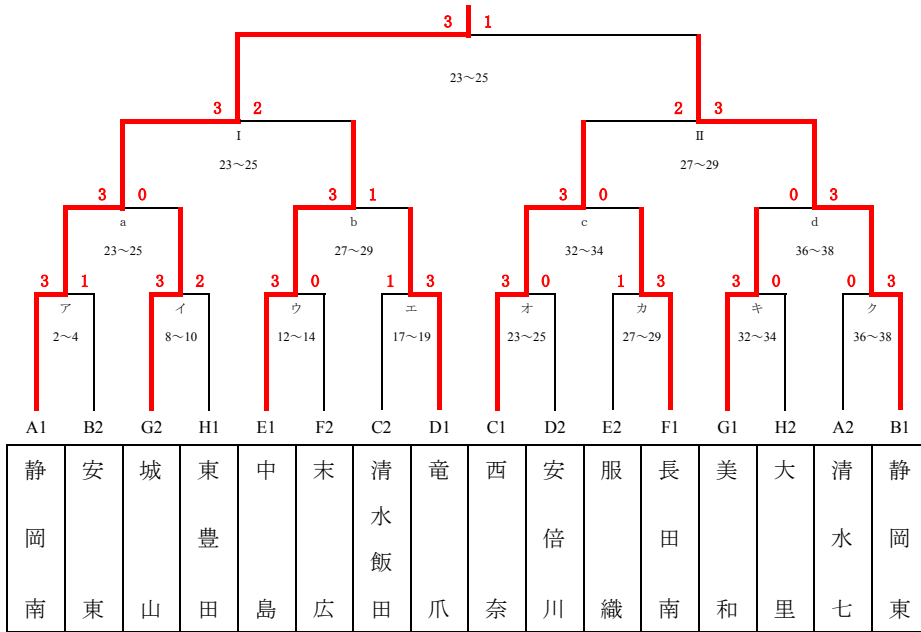 3 1
23～25
3 2 2 3
I II
23～25 27～29
3 0 3 1 3 0 0 3
a b c d
23～25 27～29 32～34 36～38
3 1 3 2 3 0 1 3 3 0 1 3 3 0 0 3
ア イ ウ エ オ カ キ ク
2～4 8～10 12～14 17～19 23～25 27～29 32～34 36～38
A1 B2 G2 H1 E1 F2 C2 D1 C1 D2 E2 F1 G1 H2 A2 B1
静岡南
安東
城山
東豊田
中島
末広
清水飯田
竜爪
西奈
安倍川
服織
長田南
美和
大里
清水七
静岡東